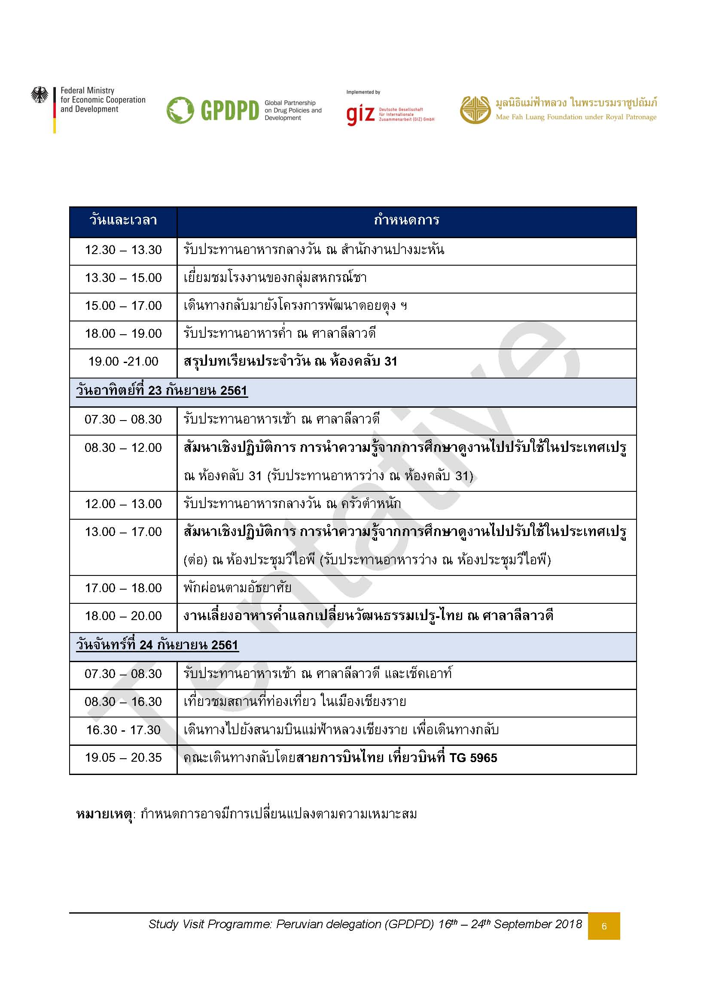 Federal Ministry
for Economic Cooperation
and Development
GPDPD
Global Partnership
on Drug Policies and
Development
Implemented by
giz
Deutsche Gesellschaft
für Internationale
Zusammenarbeit (GIZ) GmbH
มูลนิธิแม่ฟ้าหลวง ในพระบรมราชูปถัมภ์
Mae Fah Luang Foundation under Royal Patronage
วันและเวลา กำหนดการ
12.30 – 13.30 รับประทานอาหารกลางวัน ณ สำนักงานปางมะหัน
13.30 – 15.00 เยี่ยมชมโรงงานของกลุ่มสหกรณ์ชา
15.00 – 17.00 เดินทางกลับมายังโครงการพัฒนาดอยตุง ฯ
18.00 – 19.00 รับประทานอาหารค่ำ ณ ศาลาลีลาวดี
19.00 -21.00 สรุปบทเรียนประจำวัน ณ ห้องคลับ 31
วันอาทิตย์ที่ 23 กันยายน 2561
07.30 – 08.30 รับประทานอาหารเช้า ณ ศาลาลีลาวดี
08.30 – 12.00 สัมนาเชิงปฏิบัติการ การนำความรู้จากการศึกษาดูงานไปปรับใช้ในประเทศเปรู
ณ ห้องคลับ 31 (รับประทานอาหารว่าง ณ ห้องคลับ 31)
12.00 – 13.00 รับประทานอาหารกลางวัน ณ ครัวตำหนัก
13.00 – 17.00 สัมนาเชิงปฏิบัติการ การนำความรู้จากการศึกษาดูงานไปปรับใช้ในประเทศเปรู
(ต่อ) ณ ห้องประชุมวีไอพี (รับประทานอาหารว่าง ณ ห้องประชุมวีไอพี)
17.00 – 18.00 พักผ่อนตามอัธยาศัย
18.00 – 20.00 งานเลี้ยงอาหารค่ำแลกเปลี่ยนวัฒนธรรมเปรู-ไทย ณ ศาลาลีลาวดี
วันจันทร์ที่ 24 กันยายน 2561
07.30 – 08.30 รับประทานอาหารเช้า ณ ศาลาลีลาวดี และเช็คเอาท์
08.30 – 16.30 เที่ยวชมสถานที่ท่องเที่ยว ในเมืองเชียงราย
16.30 - 17.30 เดินทางไปยังสนามบินแม่ฟ้าหลวงเชียงราย เพื่อเดินทางกลับ
19.05 – 20.35 คณะเดินทางกลับโดยสายการบินไทย เที่ยวบินที่ TG 5965
Tentative
หมายเหตุ: กำหนดการอาจมีการเปลี่ยนแปลงตามความเหมาะสม
Study Visit Programme: Peruvian delegation (GPDPD) 16th – 24th September 2018 6